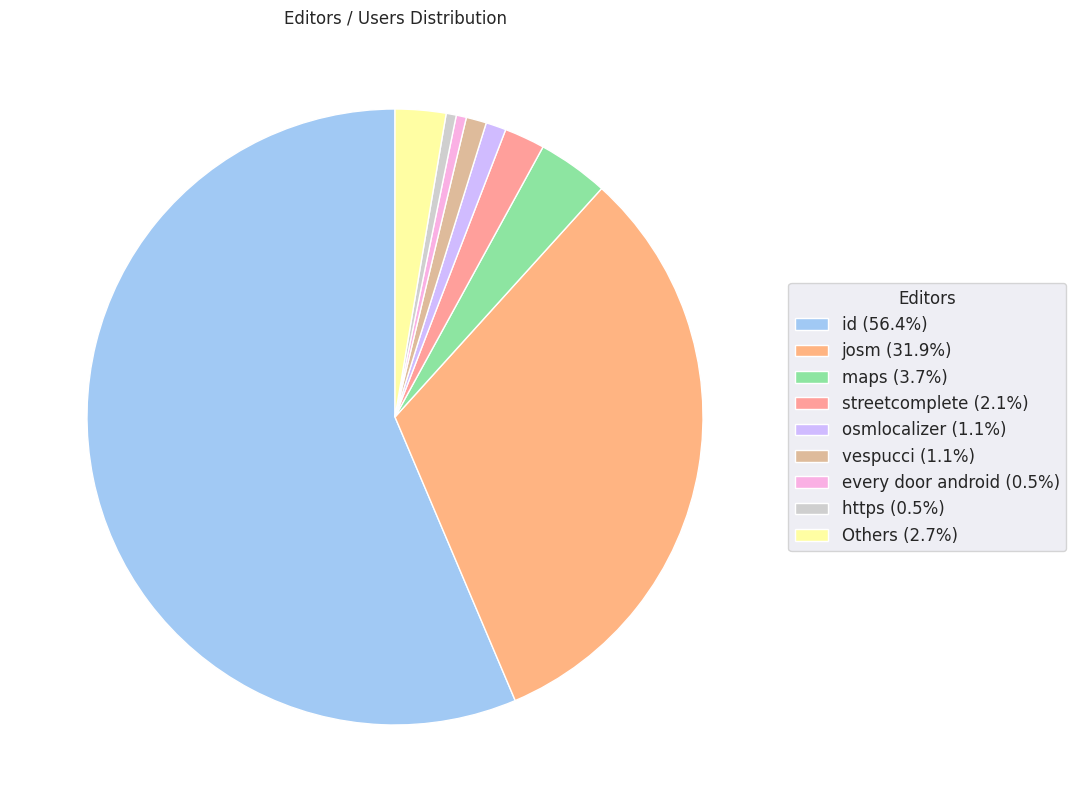 Editors / Users Distribution
Editors
id (56.4%)
josm (31.9%)
maps (3.7%)
streetcomplete (2.1%)
osmlocalizer (1.1%)
vespucci (1.1%)
every door android (0.5%)
https (0.5%)
Others (2.7%)